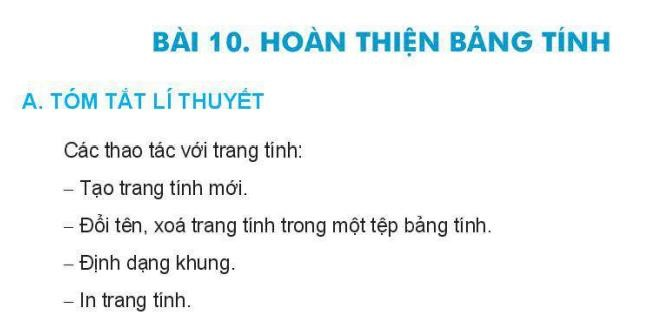 BÀI 10. HOÀN THIỆN BẢNG TÍNH
A. TÓM TẮT LÍ THUYẾT
Các thao tác với trang tính:
– Tạo trang tính mới.
– Đổi tên, xoá trang tính trong một tệp bảng tính.
– Định dạng khung.
– In trang tính.